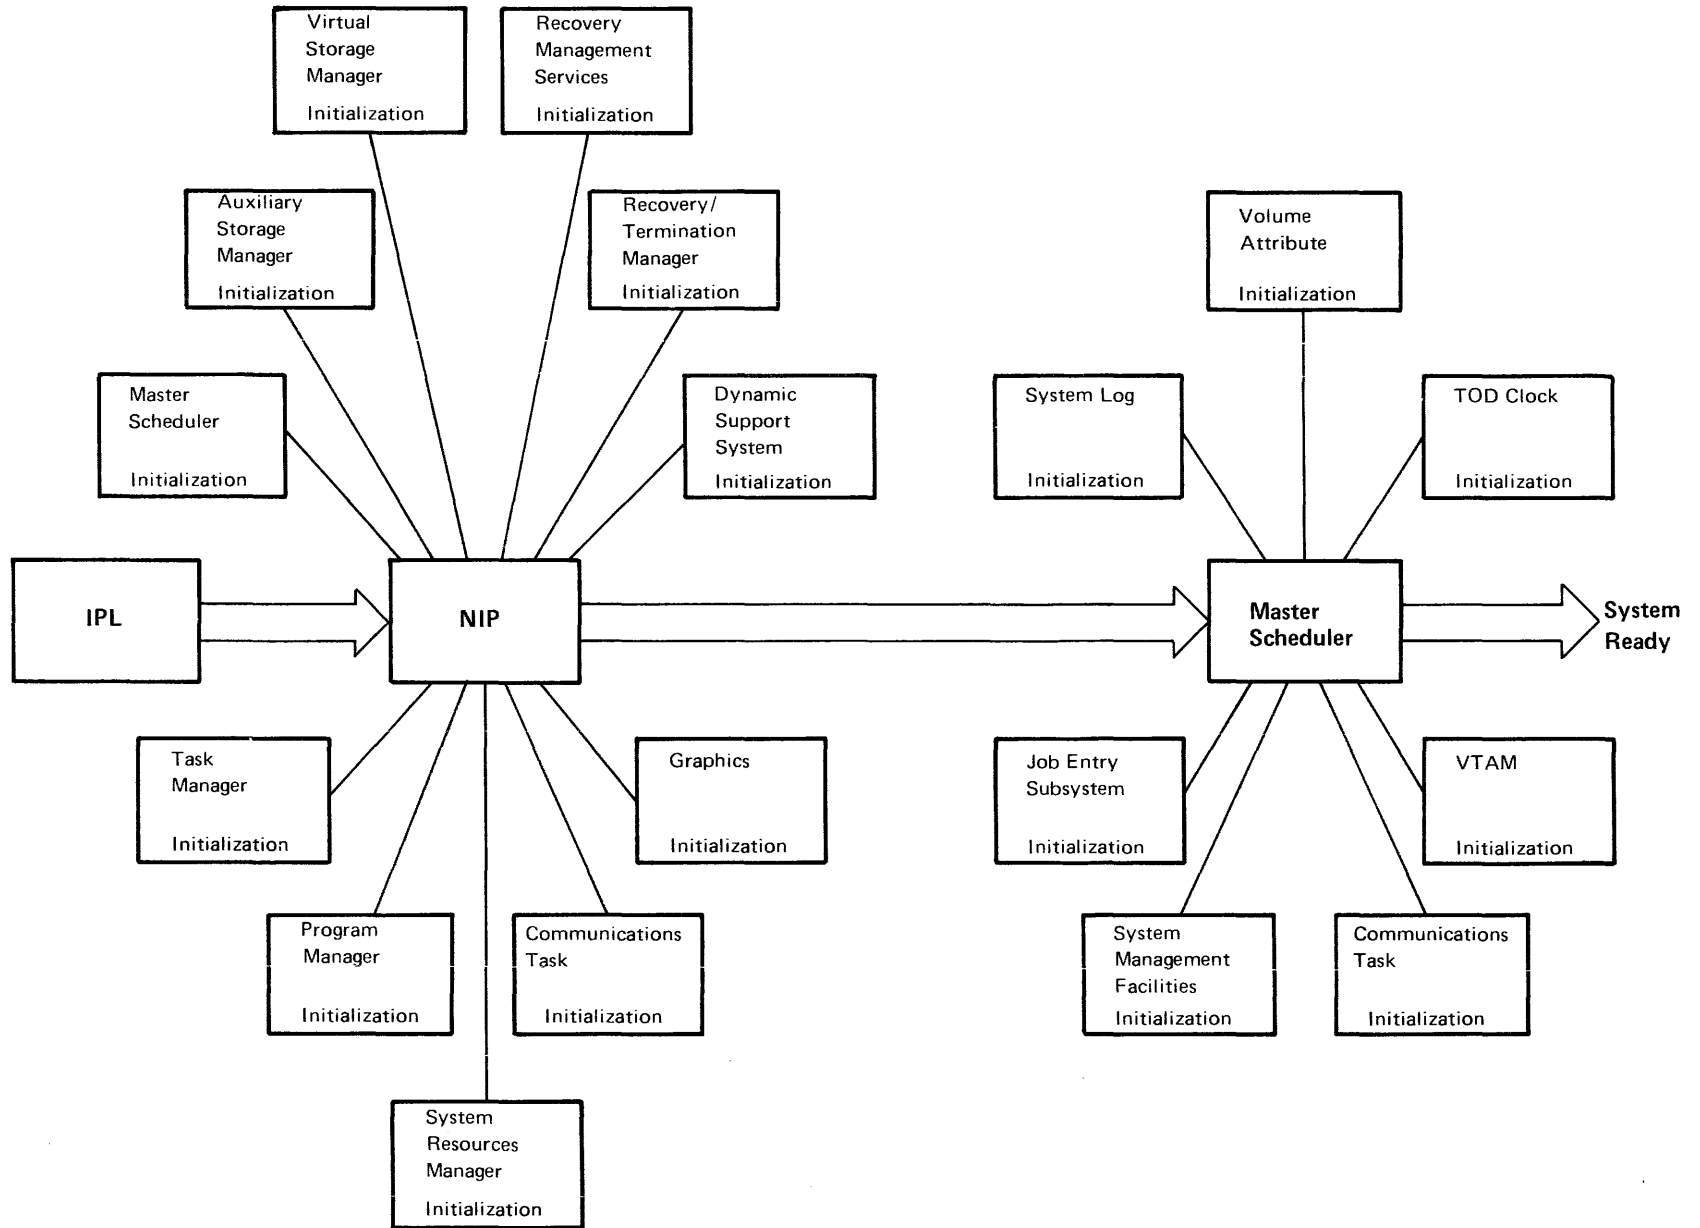 Virtual
Storage
Manager
Initialization
Recovery
Management
Services
Initialization
Auxiliary
Storage
Manager
Initialization
Recovery/
Termination
Manager
Initialization
Volume
Attribute
Initialization
Master
Scheduler
Initialization
Dynamic
Support
System
Initialization
System Log
Initialization
TOD Clock
Initialization
IPL
NIP
Master
Scheduler
System
Ready
Task
Manager
Initialization
Graphics
Initialization
Job Entry
Subsystem
Initialization
VTAM
Initialization
Program
Manager
Initialization
Communications
Task
Initialization
System
Management
Facilities
Initialization
Communications
Task
Initialization
System
Resources
Manager
Initialization